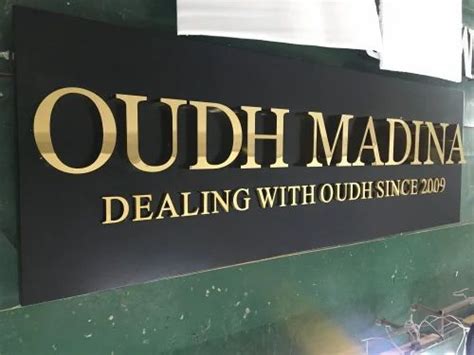 OUDH MADINA
DEALING WITH OUDH SINCE 2009